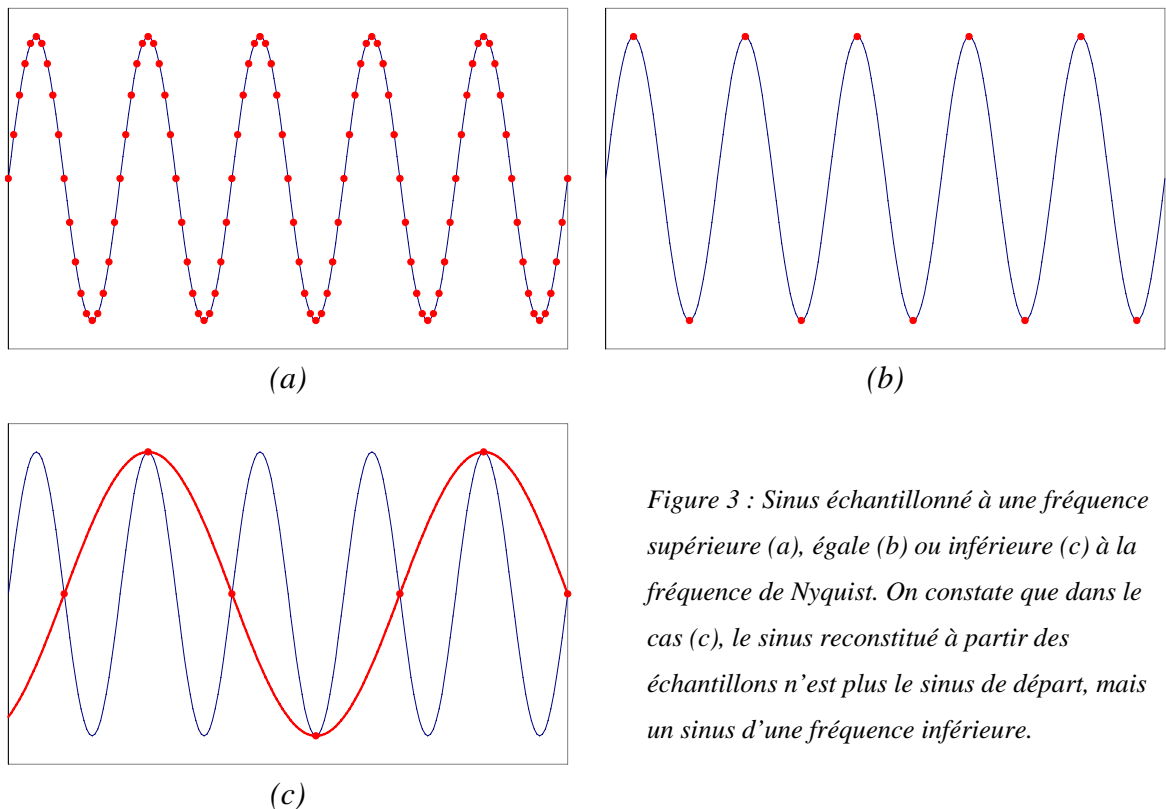 (a)
(b)
Figure 3 : Sinus échantillonné à une fréquence
supérieure (a), égale (b) ou inférieure (c) à la
fréquence de Nyquist. On constate que dans le
cas (c), le sinus reconstitué à partir des
échantillons n’est plus le sinus de départ, mais
un sinus d’une fréquence inférieure.
(c)